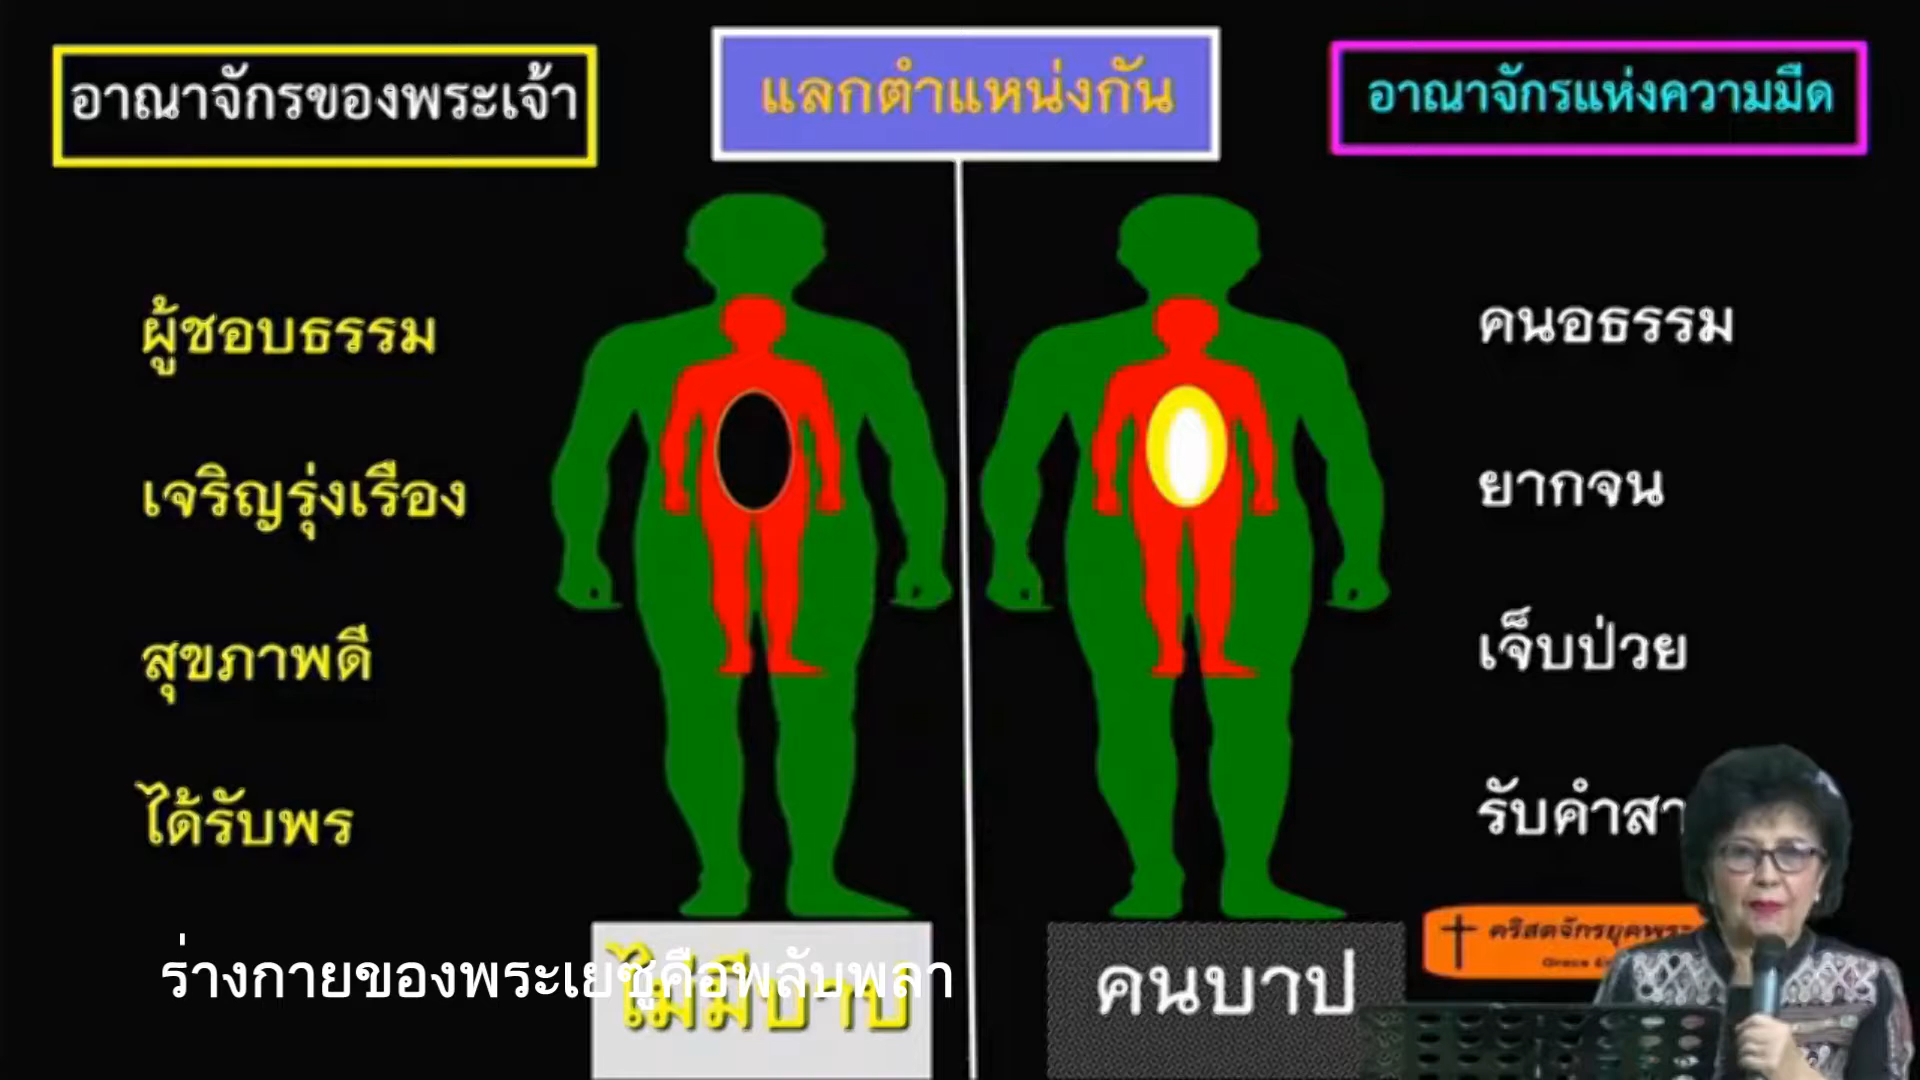 อาณาจักรของพระเจ้า
แลกตำแหน่งกัน
อาณาจักรแห่งความมืด
ผู้ชอบธรรม
เจริญรุ่งเรือง
สุขภาพดี
ได้รับพร
คนอธรรม
ยากจน
เจ็บป่วย
ไม่มีบาป
คนบาป
ร่างกายของพระเยซูคือพลับพลา